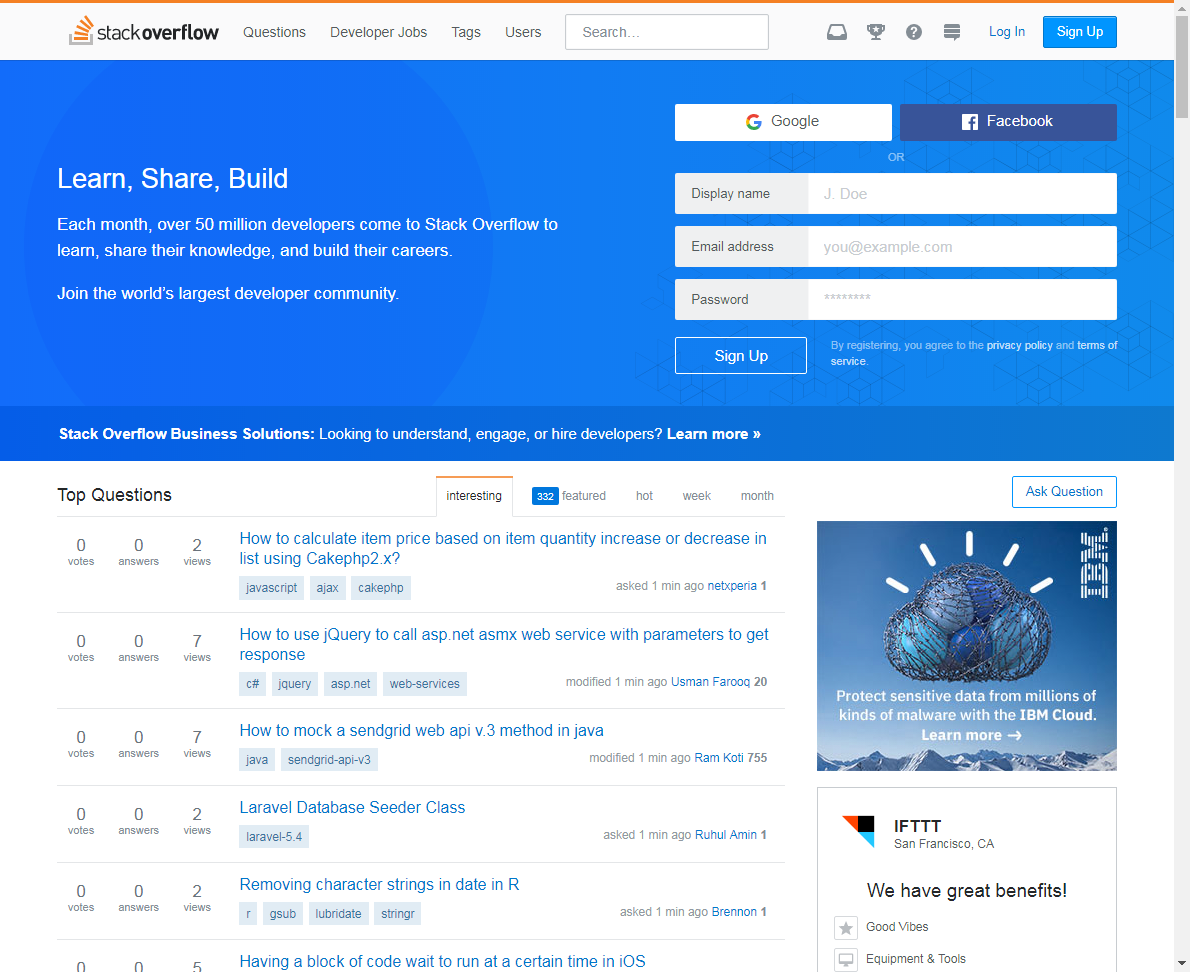 stackoverflow Questions Developer Jobs Tags Users Search... Log In Sign Up
Google Facebook
OR
Learn, Share, Build
Each month, over 50 million developers come to Stack Overflow to
learn, share their knowledge, and build their careers.
Join the world's largest developer community.
Display name J. Doe
Email address you@example.com
Password ********
Sign Up
By registering, you agree to the privacy policy and terms of
service.
Stack Overflow Business Solutions: Looking to understand, engage, or hire developers? Learn more »
Top Questions interesting 332 featured hot week month
Ask Question
0 0 2
votes answers views
How to calculate item price based on item quantity increase or decrease in
list using Cakephp2.x?
javascript ajax cakephp
asked 1 min ago netxperia 1
0 0 7
votes answers views
How to use jQuery to call asp.net asmx web service with parameters to get
response
c# jquery asp.net web-services
modified 1 min ago Usman Farooq 20
0 0 7
votes answers views
How to mock a sendgrid web api v.3 method in java
java sendgrid-api-v3
modified 1 min ago Ram Koti 755
0 0 2
votes answers views
Laravel Database Seeder Class
laravel-5.4
asked 1 min ago Ruhul Amin 1
0 0 2
votes answers views
Removing character strings in date in R
r gsub lubridate stringr
asked 1 min ago Brennon 1
0 0 5
Having a block of code wait to run at a certain time in iOS
IBM
Protect sensitive data from millions of
kinds of malware with the IBM Cloud.
Learn more →
IFTTT
San Francisco, CA
We have great benefits!
Good Vibes
Equipment & Tools